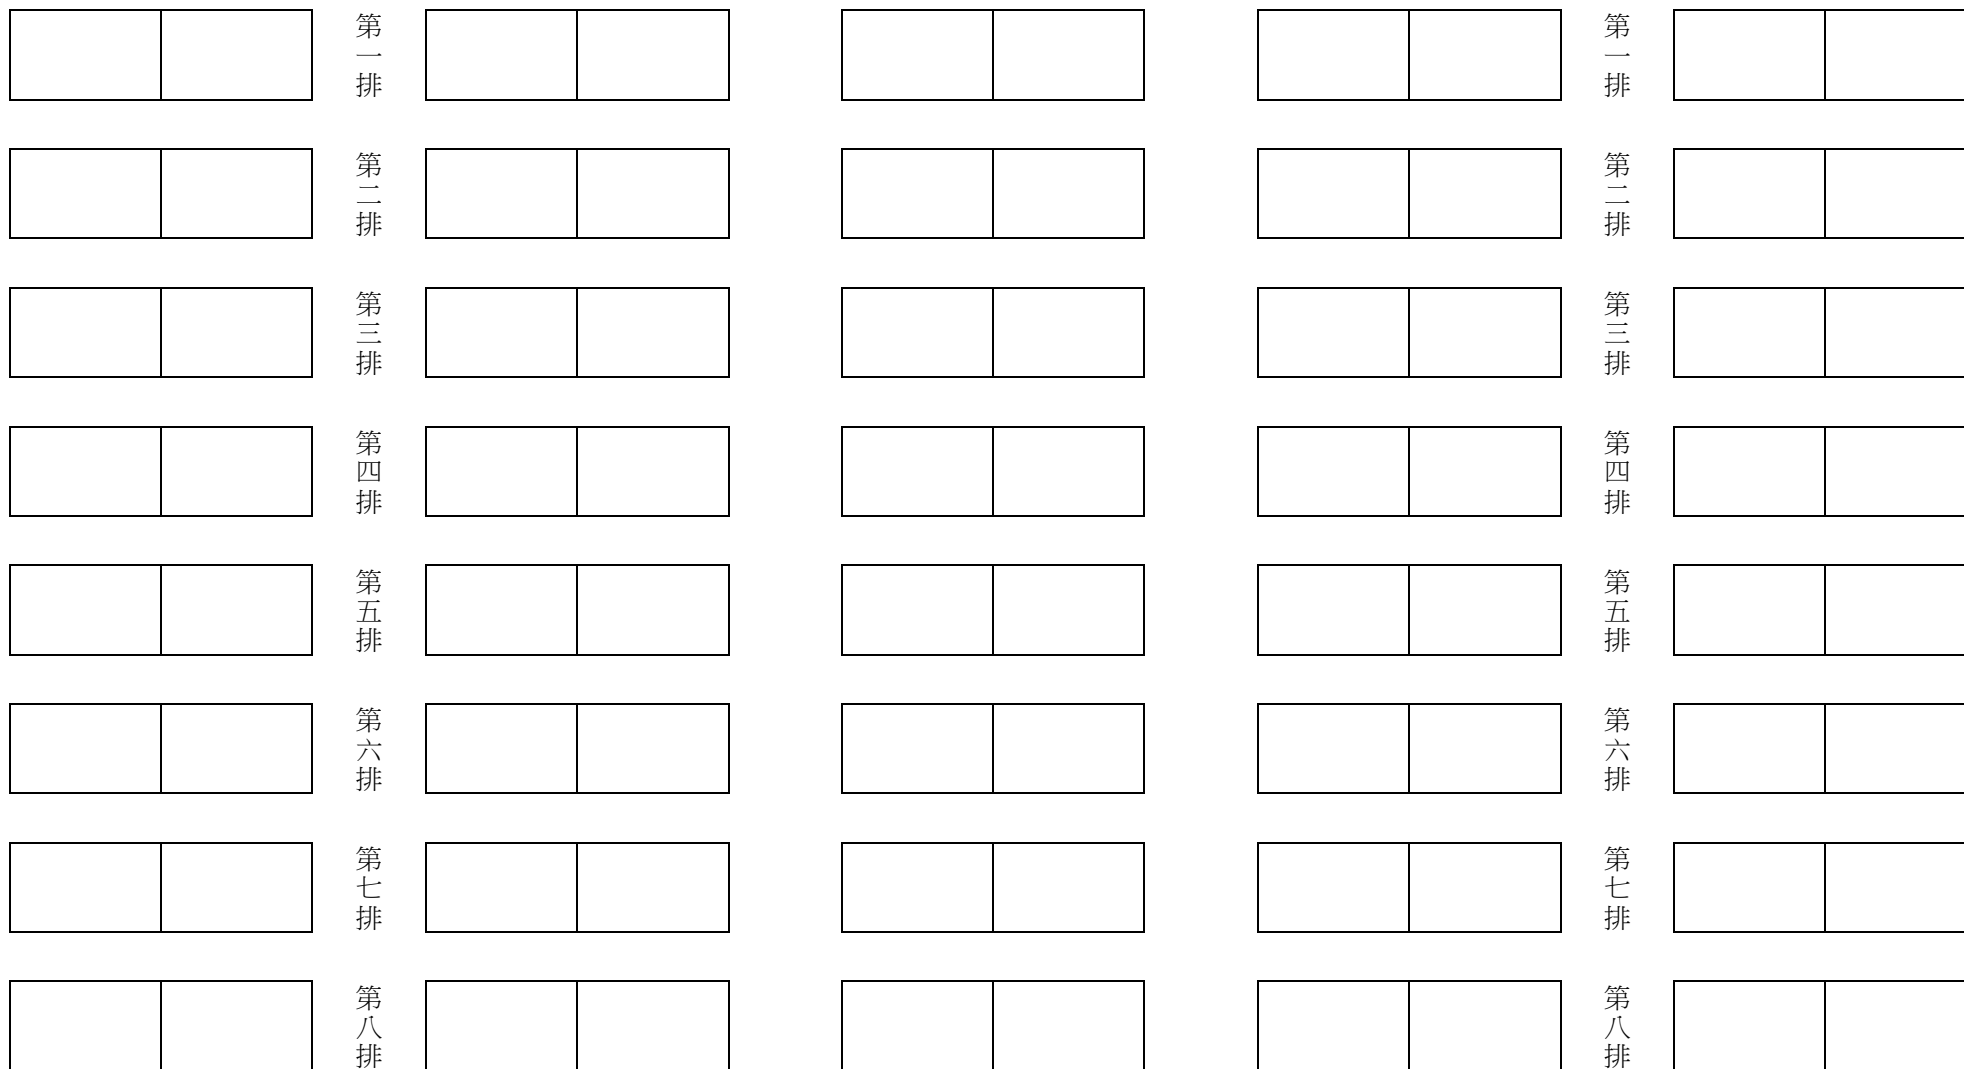 第一排 第一排
第二排 第二排
第三排 第三排
第四排 第四排
第五排 第五排
第六排 第六排
第七排 第七排
第八排 第八排